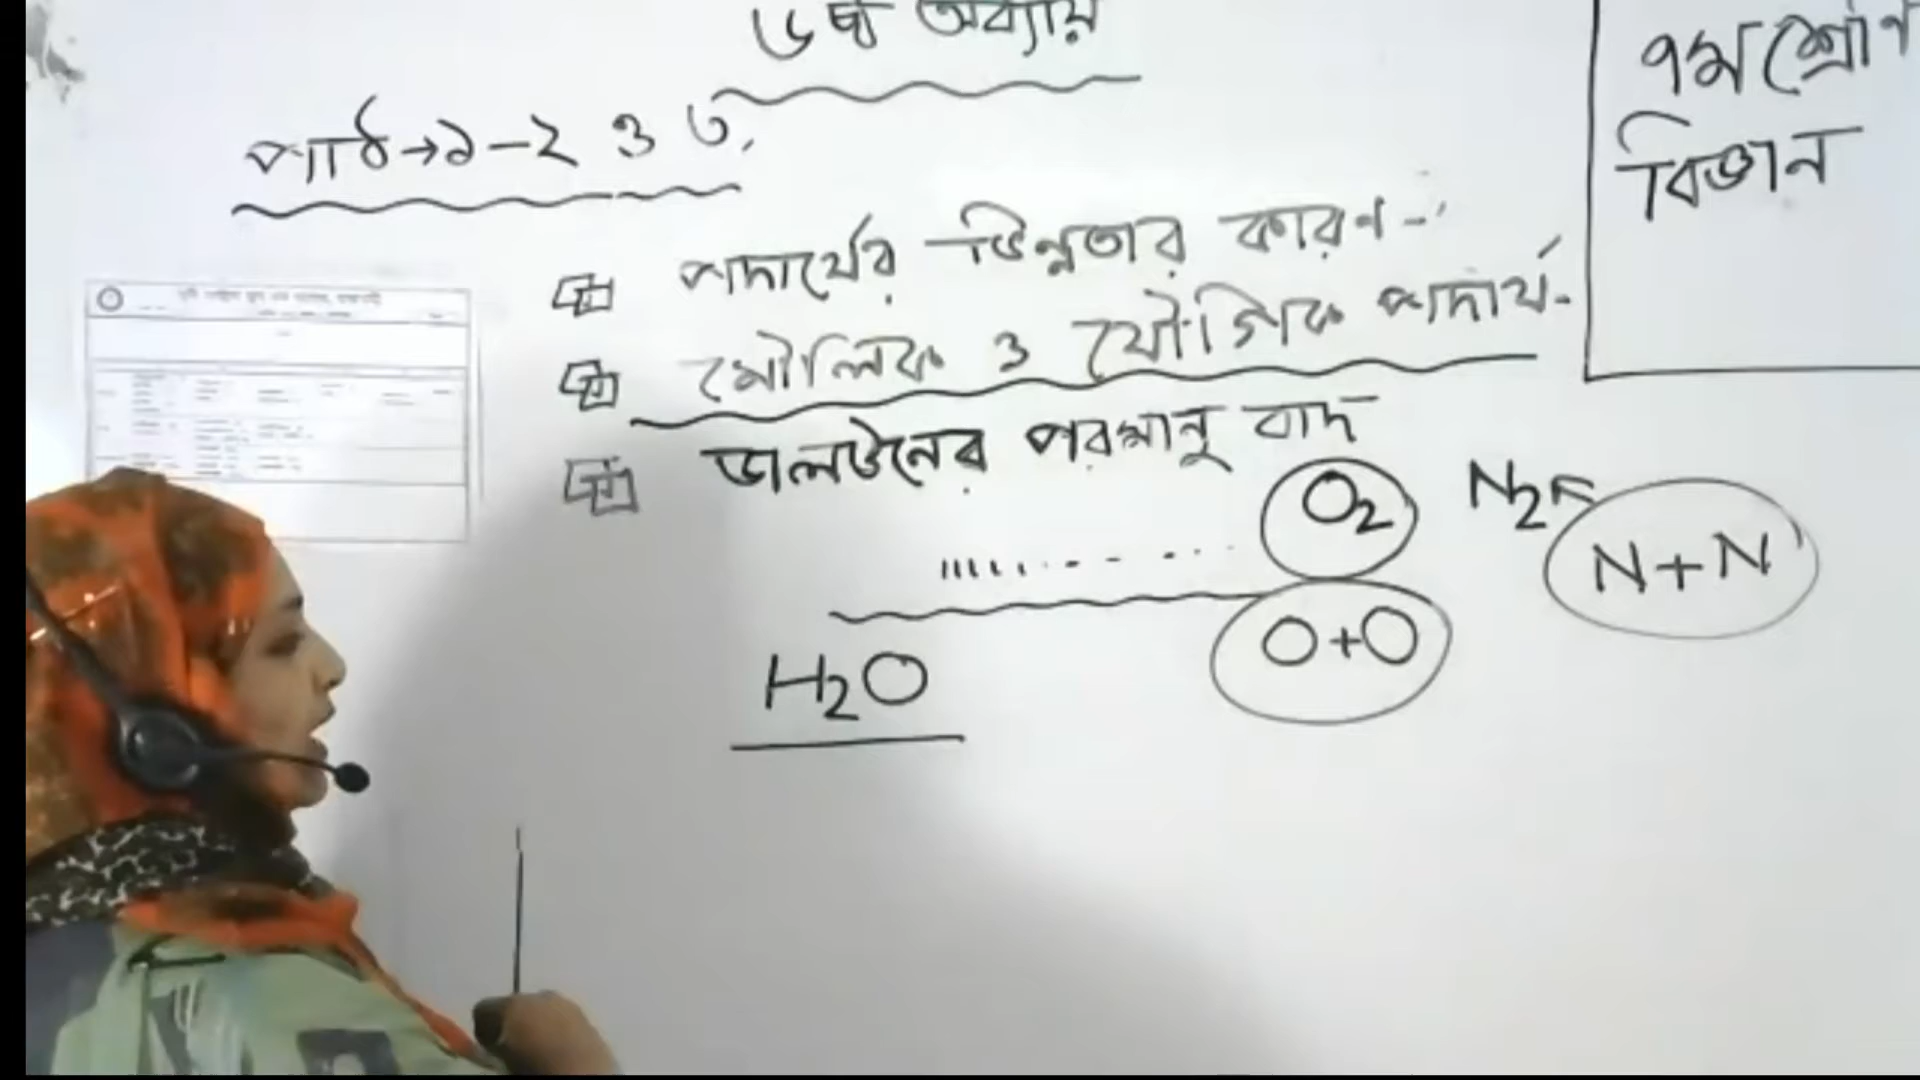 ৬ষ্ঠ অধ্যায়
৭ম শ্রেণি
বিজ্ঞান
পাঠ→১-২ ও ৩,
পদার্থের ভিন্নতার কারণ-
মৌলিক ও যৌগিক পদার্থ-
ডালটনের পরমানু বাদ
O₂ N₂
N+N
O+O
H₂O